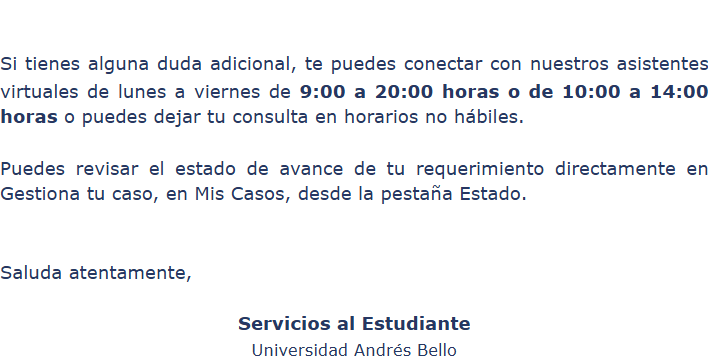 Si tienes alguna duda adicional, te puedes conectar con nuestros asistentes
virtuales de lunes a viernes de 9:00 a 20:00 horas o de 10:00 a 14:00
horas o puedes dejar tu consulta en horarios no hábiles.
Puedes revisar el estado de avance de tu requerimiento directamente en
Gestiona tu caso, en Mis Casos, desde la pestaña Estado.
Saluda atentamente,
Servicios al Estudiante
Universidad Andrés Bello